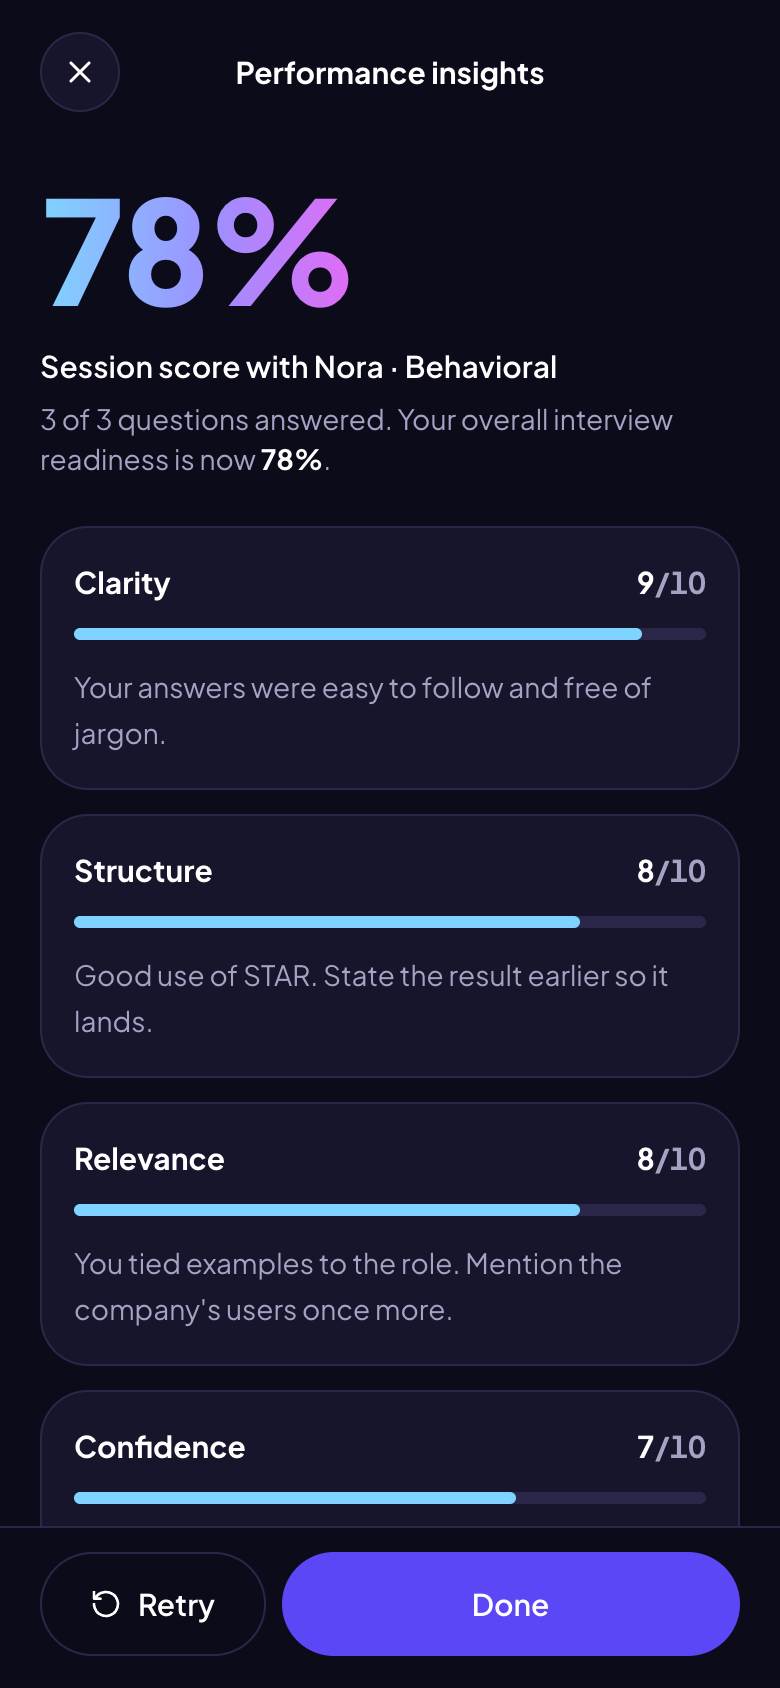 Performance insights
78%
Session score with Nora · Behavioral
3 of 3 questions answered. Your overall interview
readiness is now 78%.
Clarity 9/10
Your answers were easy to follow and free of
jargon.
Structure 8/10
Good use of STAR. State the result earlier so it
lands.
Relevance 8/10
You tied examples to the role. Mention the
company's users once more.
Confidence 7/10
Retry Done